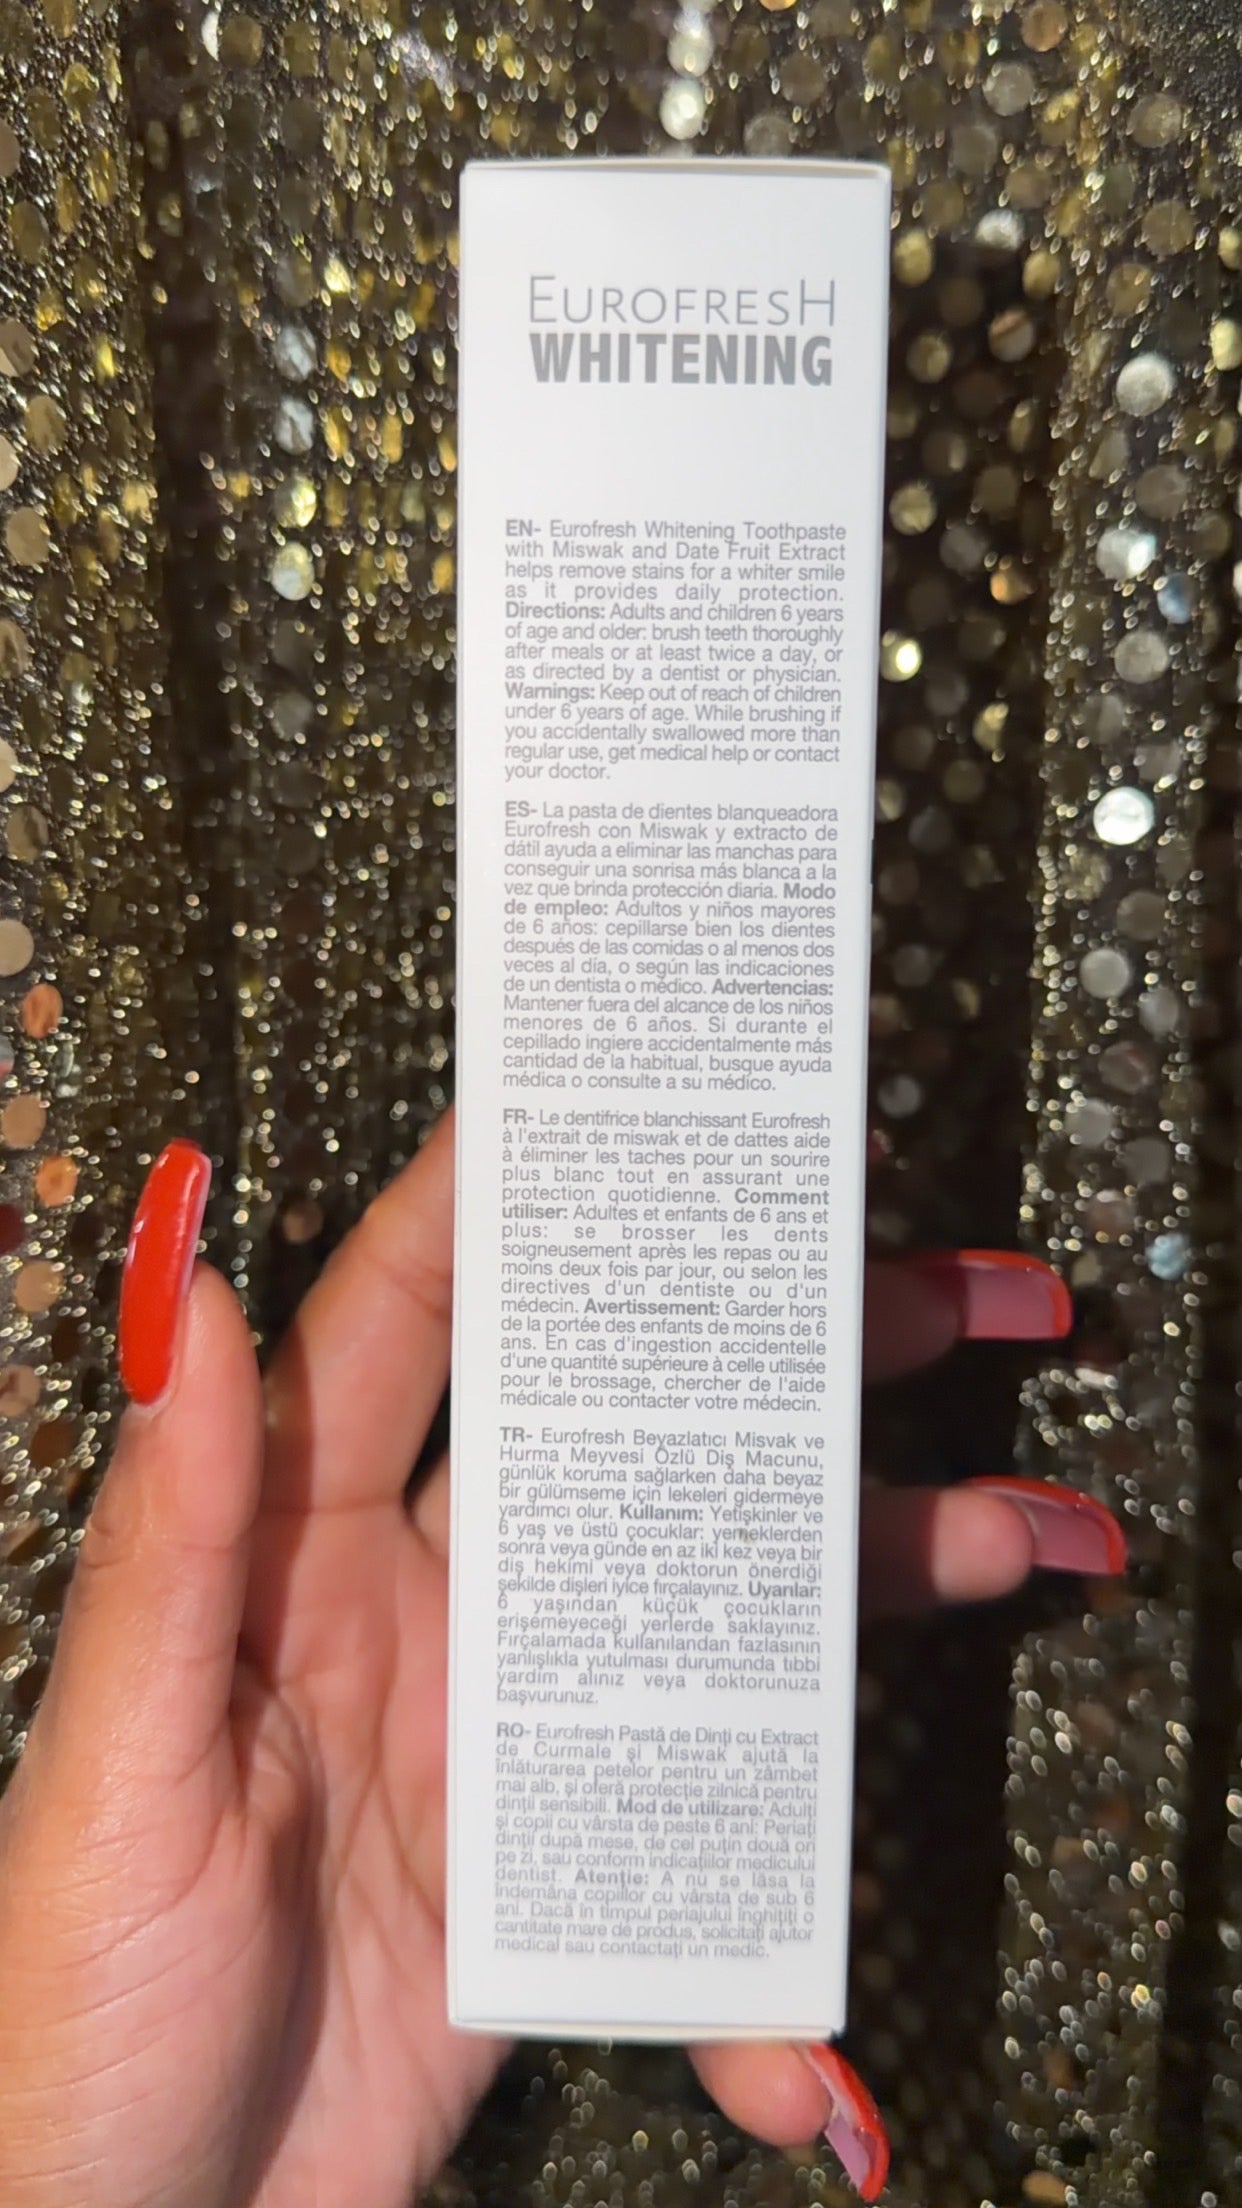 EUROFRESH
WHITENING
EN- Eurofresh Whitening Toothpaste
with Miswak and Date Fruit Extract
helps remove stains for a whiter smile
as it provides daily protection.
Directions: Adults and children 6 years
of age and older: brush teeth thoroughly
after meals or at least twice a day, or
as directed by a dentist or physician.
Warnings: Keep out of reach of children
under 6 years of age. While brushing if
you accidentally swallowed more than
regular use, get medical help or contact
your doctor.
ES- La pasta de dientes blanqueadora
Eurofresh con Miswak y extracto de
dátil ayuda a eliminar las manchas para
conseguir una sonrisa más blanca a la
vez que brinda protección diaria. Modo
de empleo: Adultos y niños mayores
de 6 años: cepillarse bien los dientes
después de las comidas o al menos dos
veces al día, o según las indicaciones
de un dentista o médico. Advertencias:
Mantener fuera del alcance de los niños
menores de 6 años. Si durante el
cepillado ingiere accidentalmente más
cantidad de la habitual, busque ayuda
médica o consulte a su médico.
FR- Le dentifrice blanchissant Eurofresh
à l'extrait de miswak et de dattes aide
à éliminer les taches pour un sourire
plus blanc tout en assurant une
protection quotidienne. Comment
utiliser: Adultes et enfants de 6 ans et
plus: se brosser les dents
soigneusement après les repas ou au
moins deux fois par jour, ou selon les
directives d'un dentiste ou d'un
médecin. Avertissement: Garder hors
de la portée des enfants de moins de 6
ans. En cas d'ingestion accidentelle
d'une quantité supérieure à celle utilisée
pour le brossage, chercher de l'aide
médicale ou contacter votre médecin.
TR- Eurofresh Beyazlatıcı Misvak ve
Hurma Meyvesi Özlü Diş Macunu,
günlük koruma sağlarken daha beyaz
bir gülümseme için lekeleri gidermeye
yardımcı olur. Kullanım: Yetişkinler ve
6 yaş ve üstü çocuklar: yemeklerden
sonra veya günde en az iki kez veya bir
diş hekimi veya doktorun önerdiği
şekilde dişleri iyice fırçalayınız. Uyarılar:
6 yaşından küçük çocukların
erişemeyeceği yerlerde saklayınız.
Fırçalamada kullanılandan fazlasının
yanlışlıkla yutulması durumunda tıbbi
yardım alınız veya doktorunuza
başvurunuz.
RO- Eurofresh Pastă de Dinți cu Extract
de Curmale și Miswak ajută la
înlăturarea petelor pentru un zâmbet
mai alb, și oferă protecție zilnică pentru
dinții sensibili. Mod de utilizare: Adulți
și copii cu vârsta de peste 6 ani: Periați
dinții după mese, de cel puțin două ori
pe zi, sau conform indicațiilor medicului
dentist. Atenție: A nu se lăsa la
îndemâna copiilor cu vârsta de sub 6
ani. Dacă în timpul periajului înghițiți o
cantitate mare de produs, solicitați ajutor
medical sau contactați un medic.